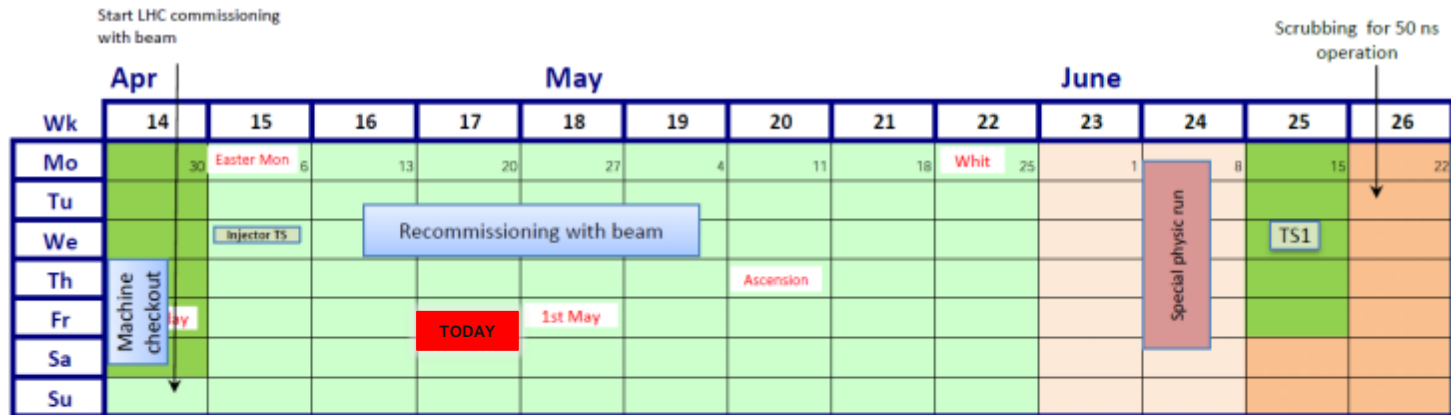 Start LHC commissioning
with beam
Scrubbing for 50 ns
operation
Apr May June
Wk 14 15 16 17 18 19 20 21 22 23 24 25 26
Mo 30 Easter Mon 6 13 20 27 4 11 18 Whit 25 1 8 15 22
Tu
Recommissioning with beam
We Injector TS TS1
Special physic run
Th Ascension
Machine
checkout
Fr ay TODAY 1st May
Sa
Su